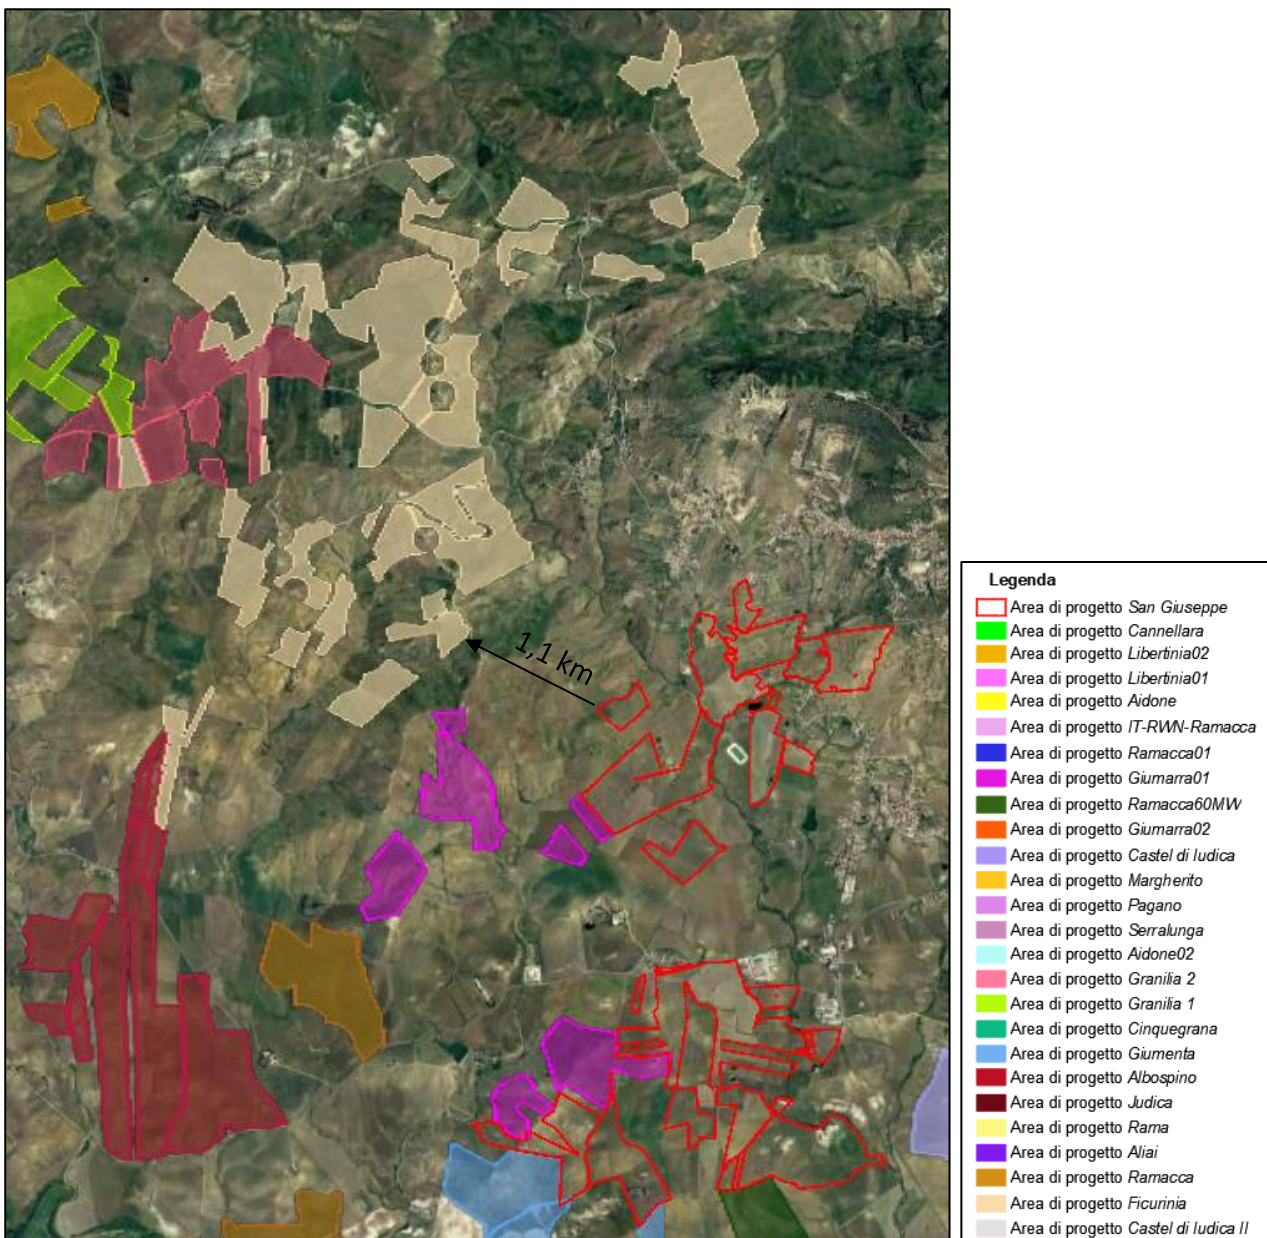 1,1 km
Legenda
Area di progetto San Giuseppe
Area di progetto Cannellara
Area di progetto Libertinia02
Area di progetto Libertinia01
Area di progetto Aidone
Area di progetto IT-RWN-Ramacca
Area di progetto Ramacca01
Area di progetto Giumarra01
Area di progetto Ramacca60MW
Area di progetto Giumarra02
Area di progetto Castel di Iudica
Area di progetto Margherito
Area di progetto Pagano
Area di progetto Serralunga
Area di progetto Aidone02
Area di progetto Granilia 2
Area di progetto Granilia 1
Area di progetto Cinquegrana
Area di progetto Giumenta
Area di progetto Albospino
Area di progetto Judica
Area di progetto Rama
Area di progetto Aliai
Area di progetto Ramacca
Area di progetto Ficurinia
Area di progetto Castel di Iudica II